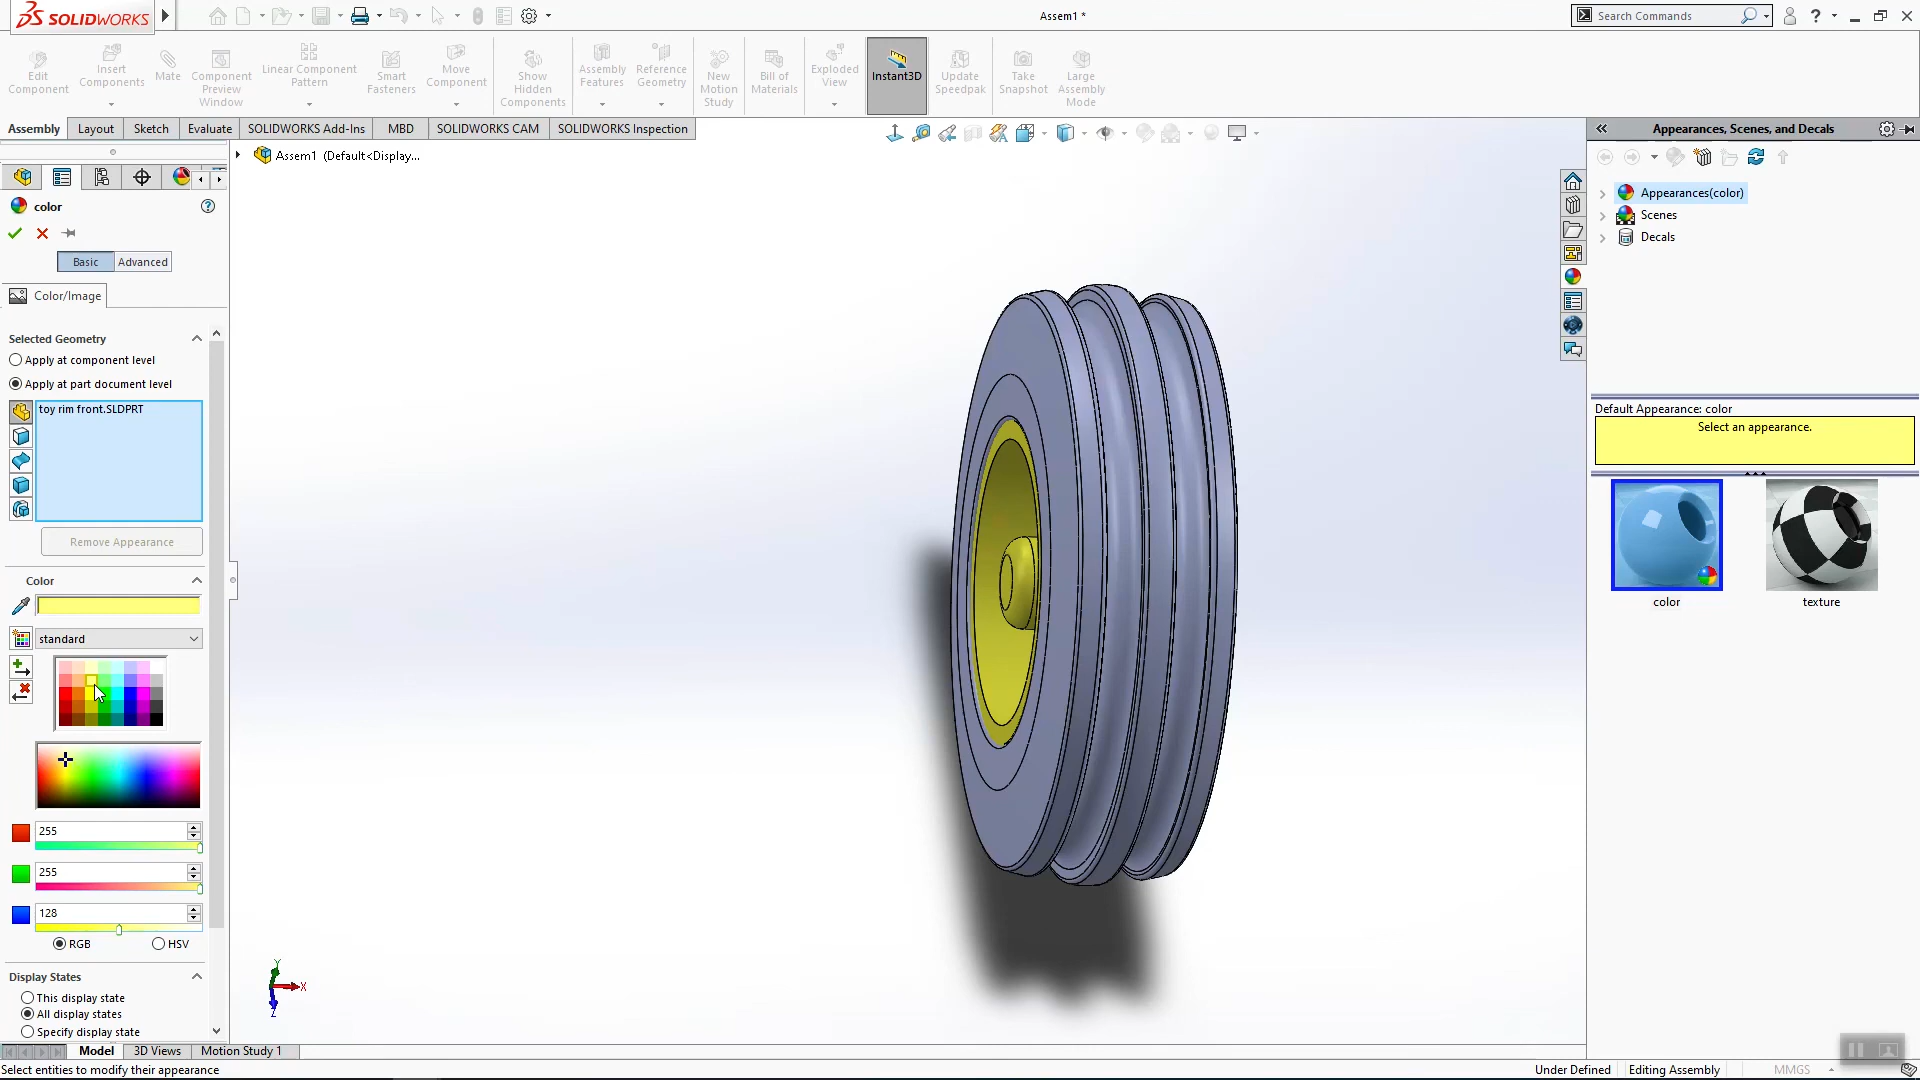 SOLIDWORKS
Assem1 *
Search Commands
?
Edit Component
Insert Components
Mate
Component Preview Window
Linear Component Pattern
Smart Fasteners
Move Component
Show Hidden Components
Assembly Features
Reference Geometry
New Motion Study
Bill of Materials
Exploded View
Instant3D
Update Speedpak
Take Snapshot
Large Assembly Mode
Assembly
Layout
Sketch
Evaluate
SOLIDWORKS Add-Ins
MBD
SOLIDWORKS CAM
SOLIDWORKS Inspection
Assem1 (Default<Display...
color
?
Basic
Advanced
Color/Image
Selected Geometry
Apply at component level
Apply at part document level
toy rim front.SLDPRT
Remove Appearance
Color
standard
255
255
128
RGB
HSV
Display States
This display state
All display states
Specify display state
Y
X
Z
Appearances, Scenes, and Decals
Appearances(color)
Scenes
Decals
Default Appearance: color
Select an appearance.
color
texture
Model
3D Views
Motion Study 1
Select entities to modify their appearance
Under Defined
Editing Assembly
MMGS